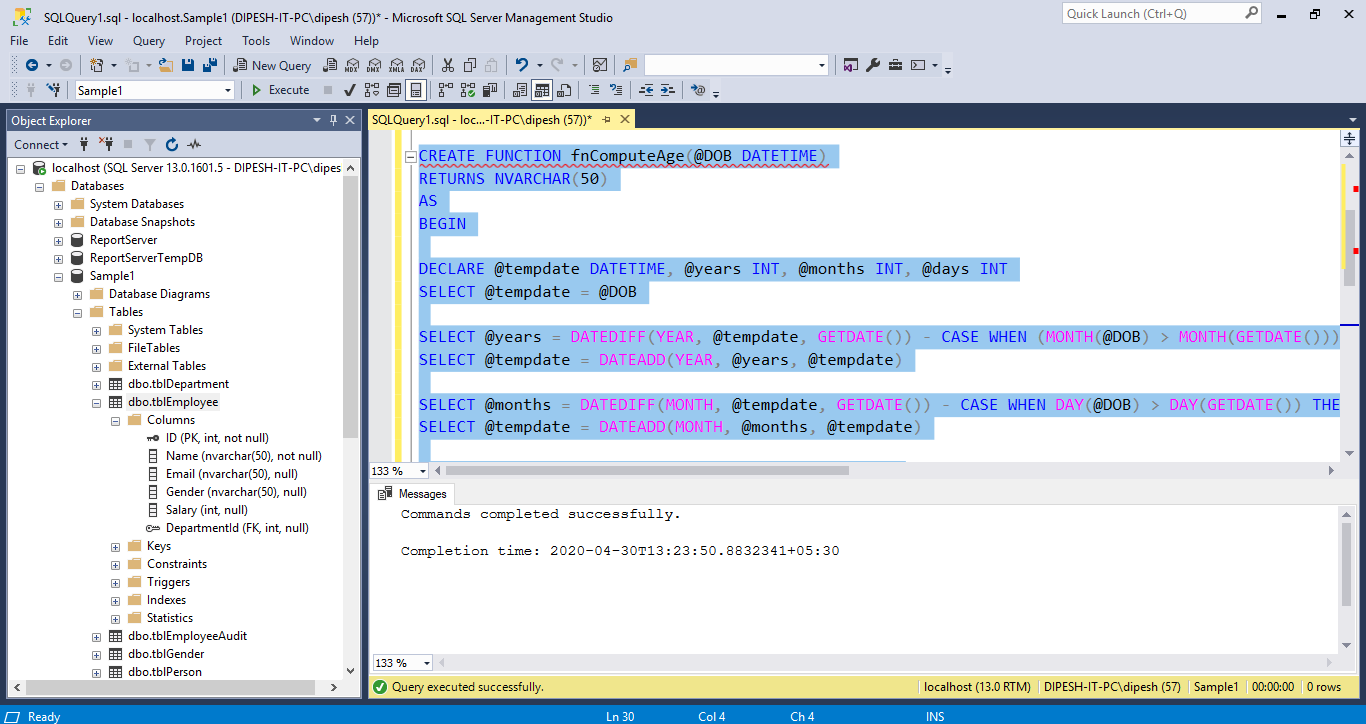 SQLQuery1.sql - localhost.Sample1 (DIPESH-IT-PC\dipesh (57))* - Microsoft SQL Server Management Studio
Quick Launch (Ctrl+Q)
File Edit View Query Project Tools Window Help
New Query MDX DMX XMLA DAX
Sample1 Execute
Object Explorer
Connect
localhost (SQL Server 13.0.1601.5 - DIPESH-IT-PC\dipes
Databases
System Databases
Database Snapshots
ReportServer
ReportServerTempDB
Sample1
Database Diagrams
Tables
System Tables
FileTables
External Tables
dbo.tblDepartment
dbo.tblEmployee
Columns
ID (PK, int, not null)
Name (nvarchar(50), not null)
Email (nvarchar(50), null)
Gender (nvarchar(50), null)
Salary (int, null)
DepartmentId (FK, int, null)
Keys
Constraints
Triggers
Indexes
Statistics
dbo.tblEmployeeAudit
dbo.tblGender
dbo.tblPerson
SQLQuery1.sql - loc...-IT-PC\dipesh (57))*
CREATE FUNCTION fnComputeAge(@DOB DATETIME)
RETURNS NVARCHAR(50)
AS
BEGIN
DECLARE @tempdate DATETIME, @years INT, @months INT, @days INT
SELECT @tempdate = @DOB
SELECT @years = DATEDIFF(YEAR, @tempdate, GETDATE()) - CASE WHEN (MONTH(@DOB) > MONTH(GETDATE()))
SELECT @tempdate = DATEADD(YEAR, @years, @tempdate)
SELECT @months = DATEDIFF(MONTH, @tempdate, GETDATE()) - CASE WHEN DAY(@DOB) > DAY(GETDATE()) THE
SELECT @tempdate = DATEADD(MONTH, @months, @tempdate)
133 %
Messages
Commands completed successfully.
Completion time: 2020-04-30T13:23:50.8832341+05:30
133 %
Query executed successfully. localhost (13.0 RTM) DIPESH-IT-PC\dipesh (57) Sample1 00:00:00 0 rows
Ready Ln 30 Col 4 Ch 4 INS